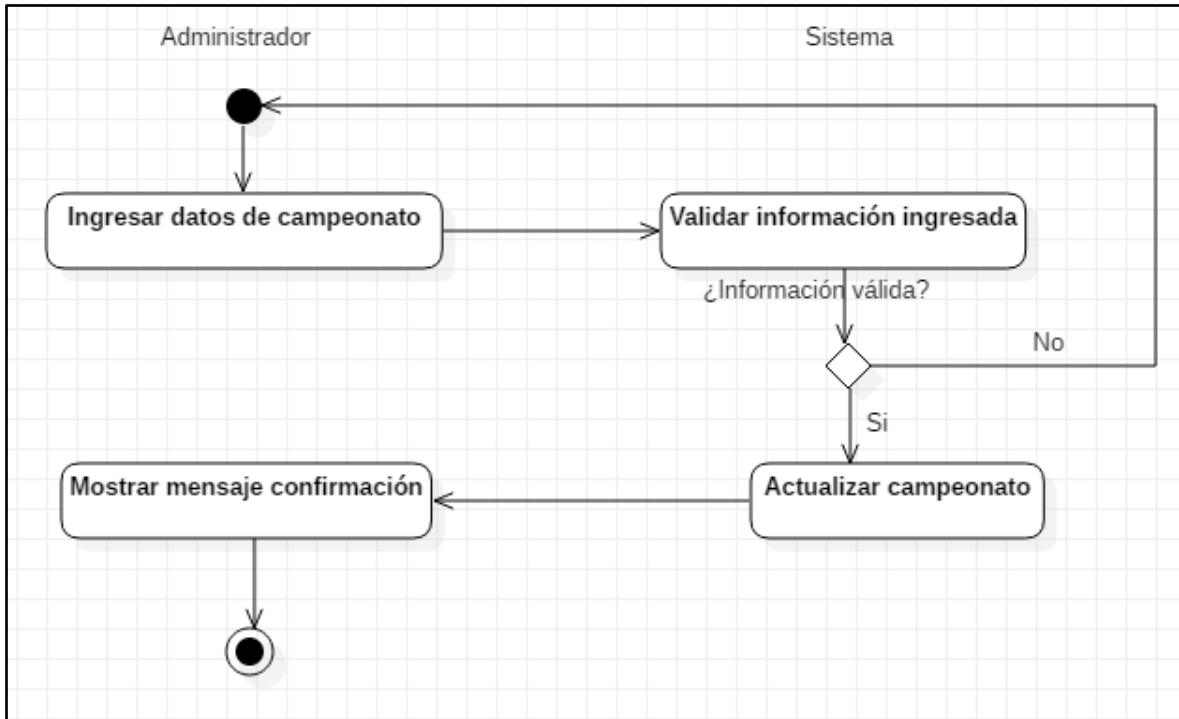 Administrador
Sistema
Ingresar datos de campeonato
Validar información ingresada
¿Información válida?
No
Si
Mostrar mensaje confirmación
Actualizar campeonato